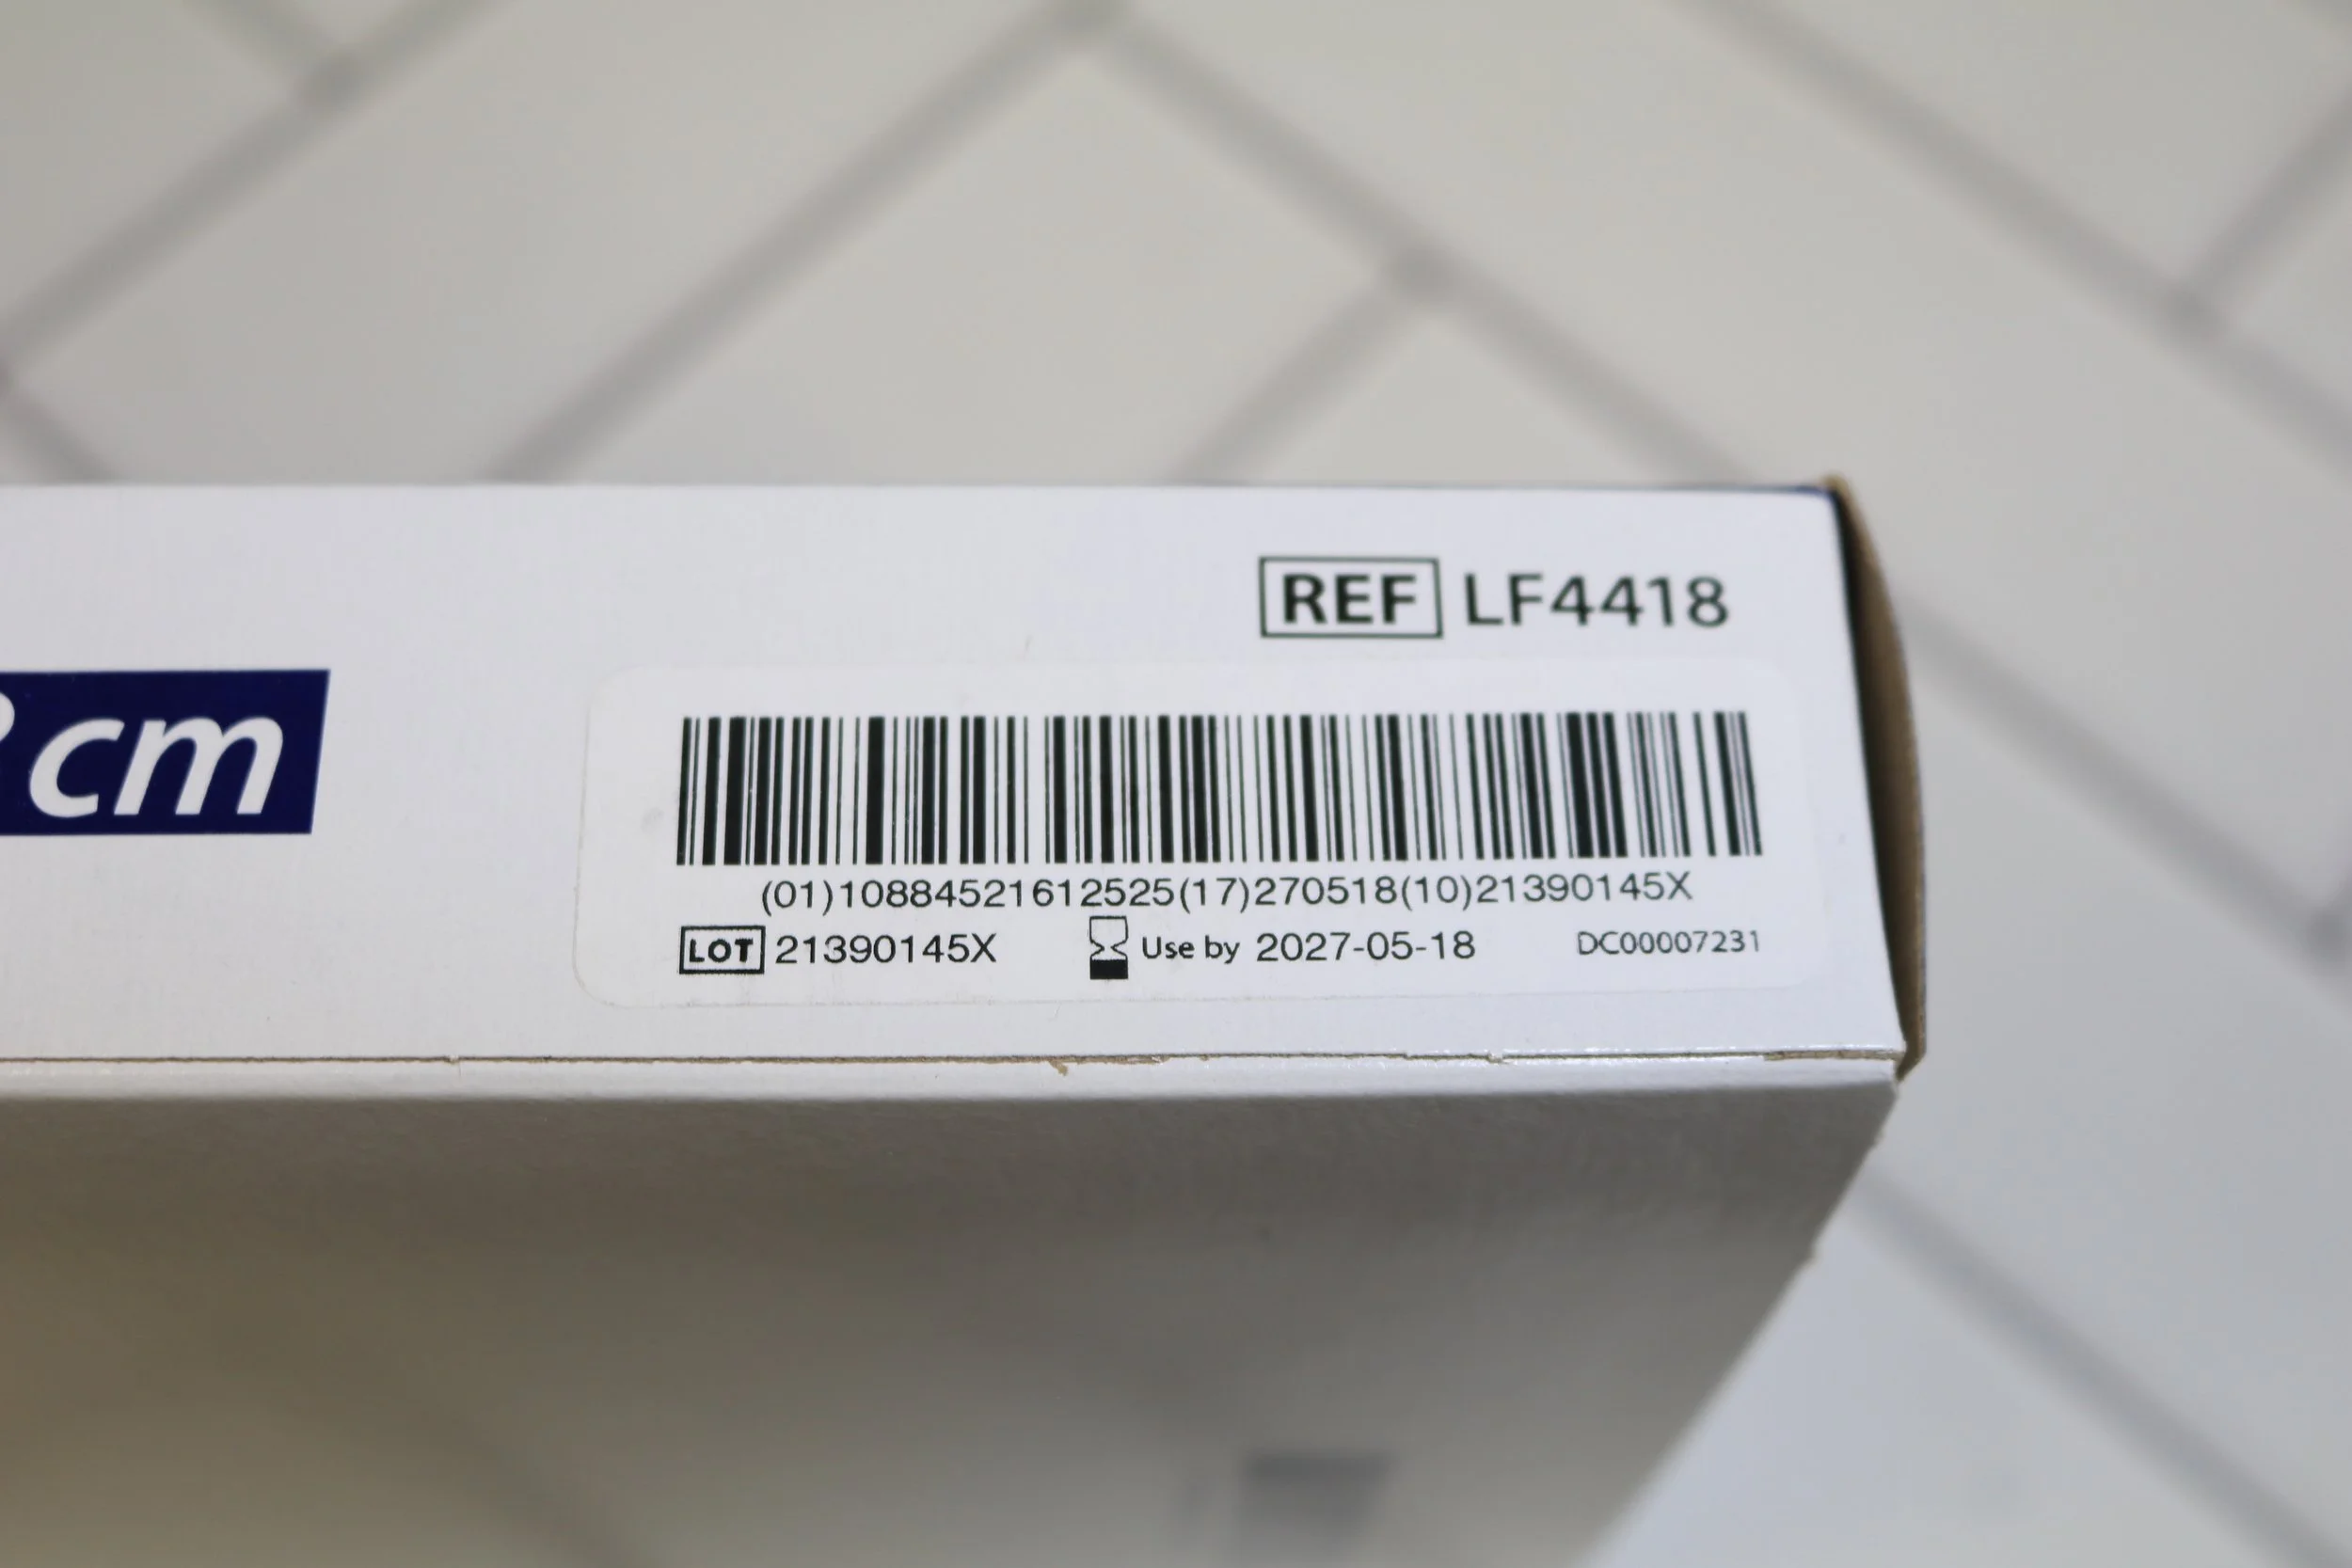 REF LF4418
cm
(01)10884521612525(17)270518(10)21390145X
LOT 21390145X Use by 2027-05-18 DC00007231